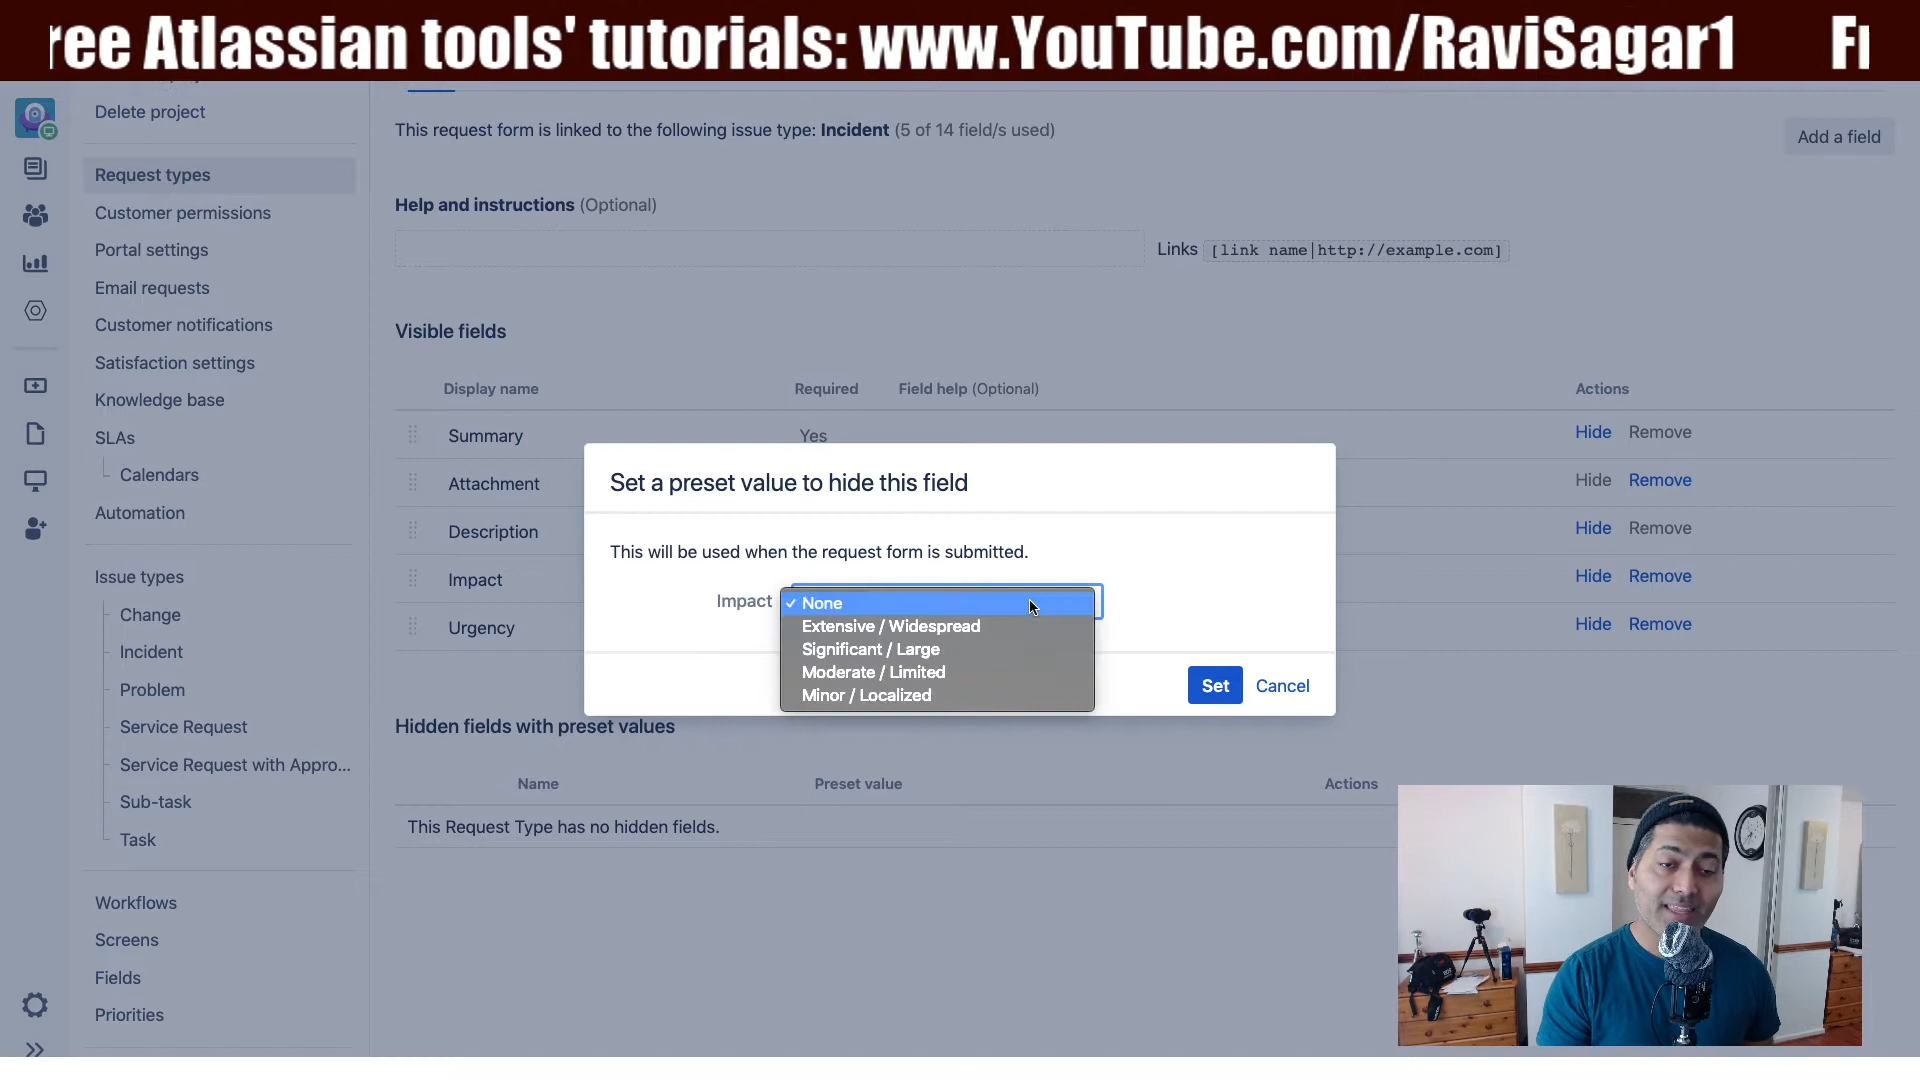 ree Atlassian tools' tutorials: www.YouTube.com/RaviSagar1
Delete project
Request types
Customer permissions
Portal settings
Email requests
Customer notifications
Satisfaction settings
Knowledge base
SLAs
Calendars
Automation
Issue types
Change
Incident
Problem
Service Request
Service Request with Appro...
Sub-task
Task
Workflows
Screens
Fields
Priorities
This request form is linked to the following issue type: Incident (5 of 14 field/s used)
Add a field
Help and instructions (Optional)
Links [link name|http://example.com]
Visible fields
Display name Required Field help (Optional) Actions
Summary Yes Hide Remove
Attachment Hide Remove
Description Hide Remove
Impact Hide Remove
Urgency Hide Remove
Set a preset value to hide this field
This will be used when the request form is submitted.
Impact
✓ None
Extensive / Widespread
Significant / Large
Moderate / Limited
Minor / Localized
Set Cancel
Hidden fields with preset values
Name Preset value Actions
This Request Type has no hidden fields.